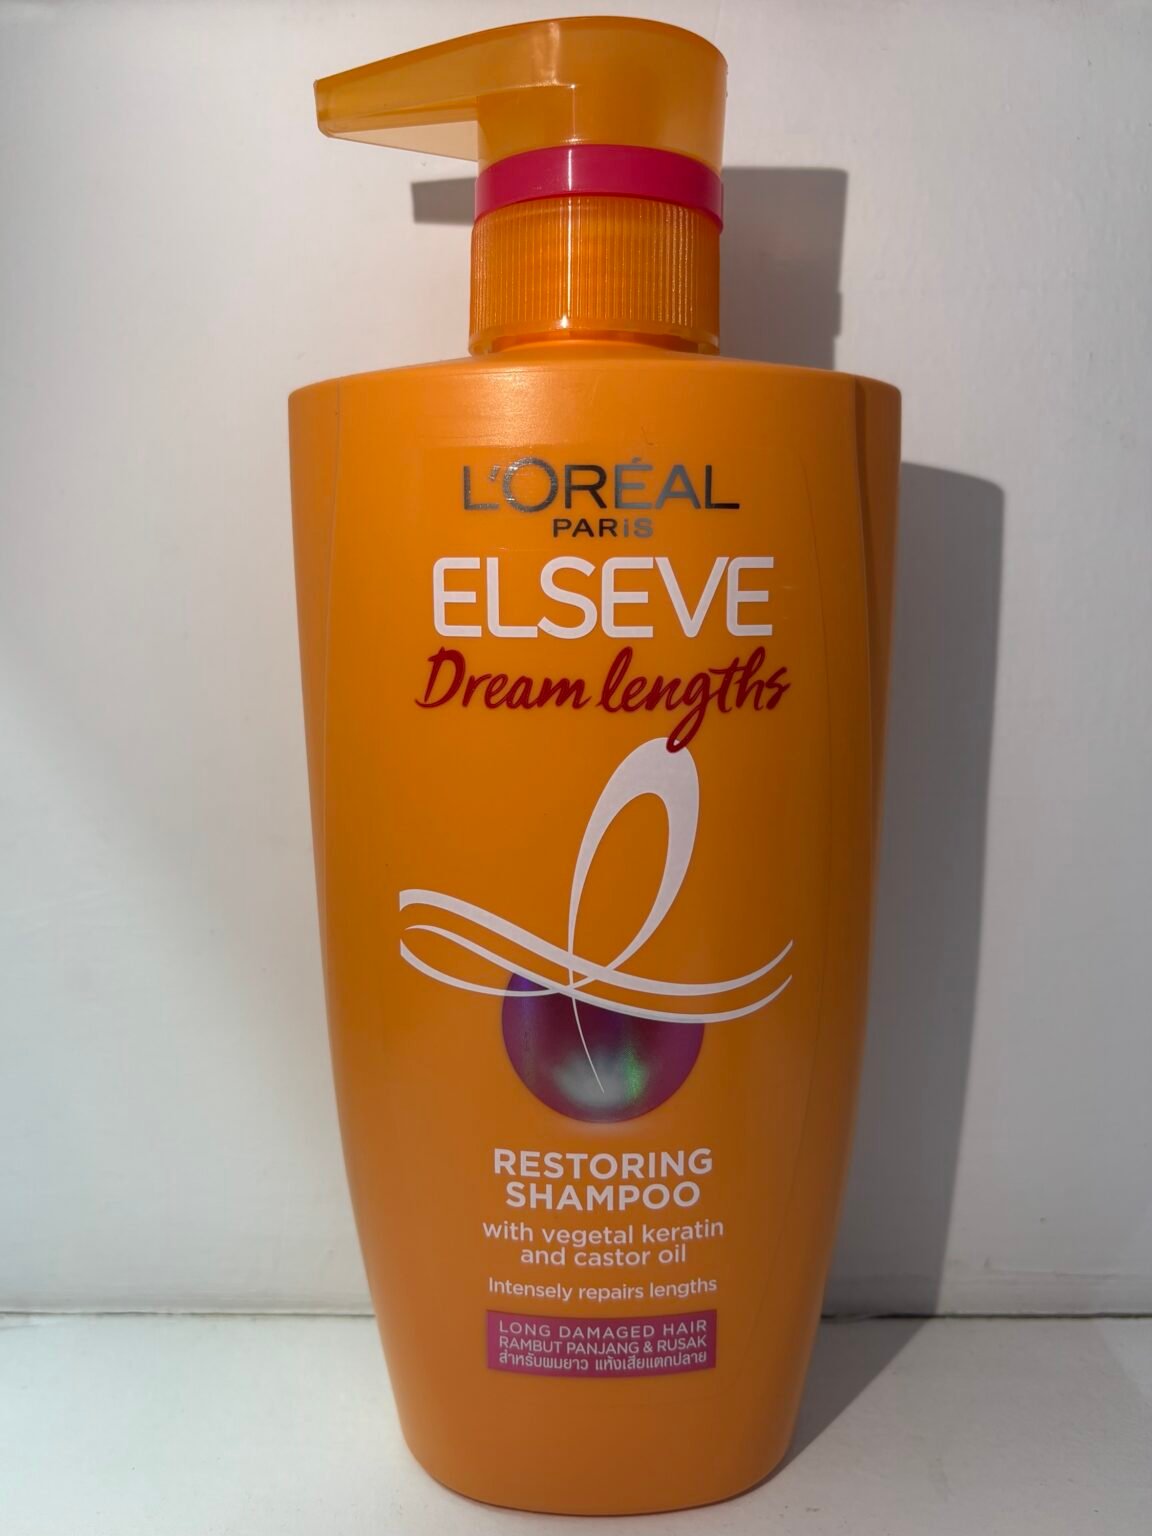 L'ORÉAL
PARiS
ELSEVE
Dream lengths
RESTORING
SHAMPOO
with vegetal keratin
and castor oil
Intensely repairs lengths
LONG DAMAGED HAIR
RAMBUT PANJANG & RUSAK
สำหรับผมยาว แห้งเสียแตกปลาย